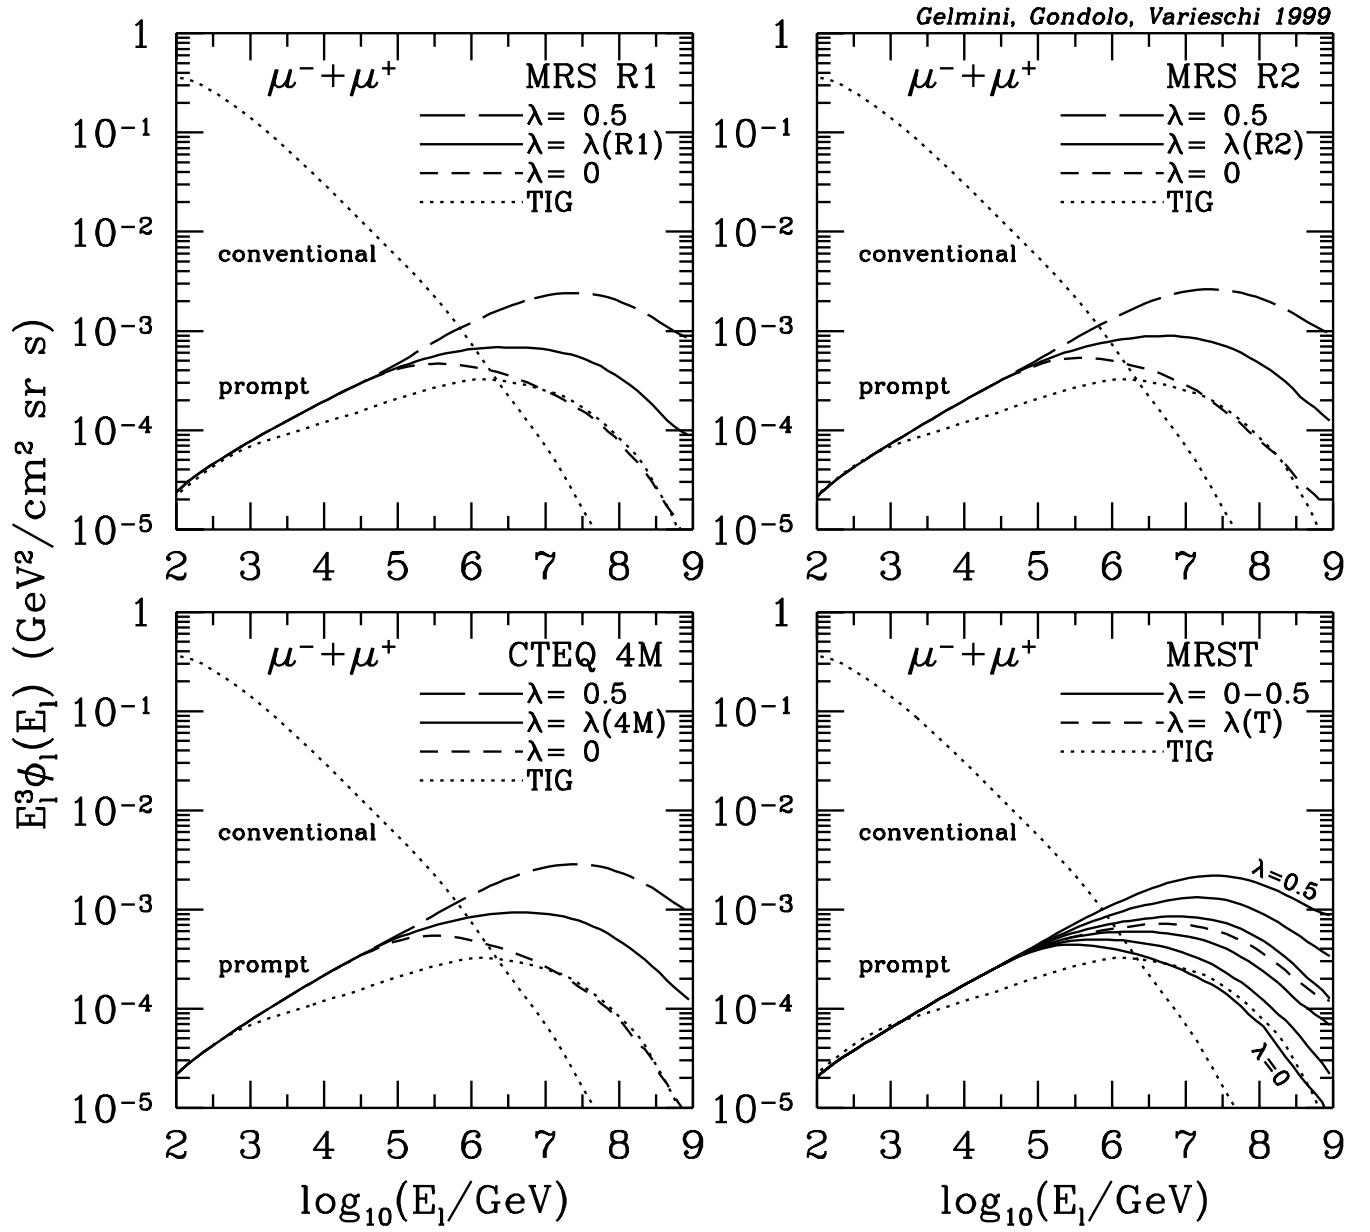 Gelmini, Gondolo, Varieschi 1999
E_l^3 ϕ_l(E_l) (GeV²/cm² sr s)
1
10⁻¹
10⁻²
10⁻³
10⁻⁴
10⁻⁵
μ⁻+μ⁺ MRS R1
λ= 0.5
λ= λ(R1)
λ= 0
TIG
conventional
prompt
2 3 4 5 6 7 8 9
1
10⁻¹
10⁻²
10⁻³
10⁻⁴
10⁻⁵
μ⁻+μ⁺ MRS R2
λ= 0.5
λ= λ(R2)
λ= 0
TIG
conventional
prompt
2 3 4 5 6 7 8 9
1
10⁻¹
10⁻²
10⁻³
10⁻⁴
10⁻⁵
μ⁻+μ⁺ CTEQ 4M
λ= 0.5
λ= λ(4M)
λ= 0
TIG
conventional
prompt
2 3 4 5 6 7 8 9
log₁₀(E_l/GeV)
1
10⁻¹
10⁻²
10⁻³
10⁻⁴
10⁻⁵
μ⁻+μ⁺ MRST
λ= 0−0.5
λ= λ(T)
TIG
conventional
λ=0.5
prompt
λ=0
2 3 4 5 6 7 8 9
log₁₀(E_l/GeV)